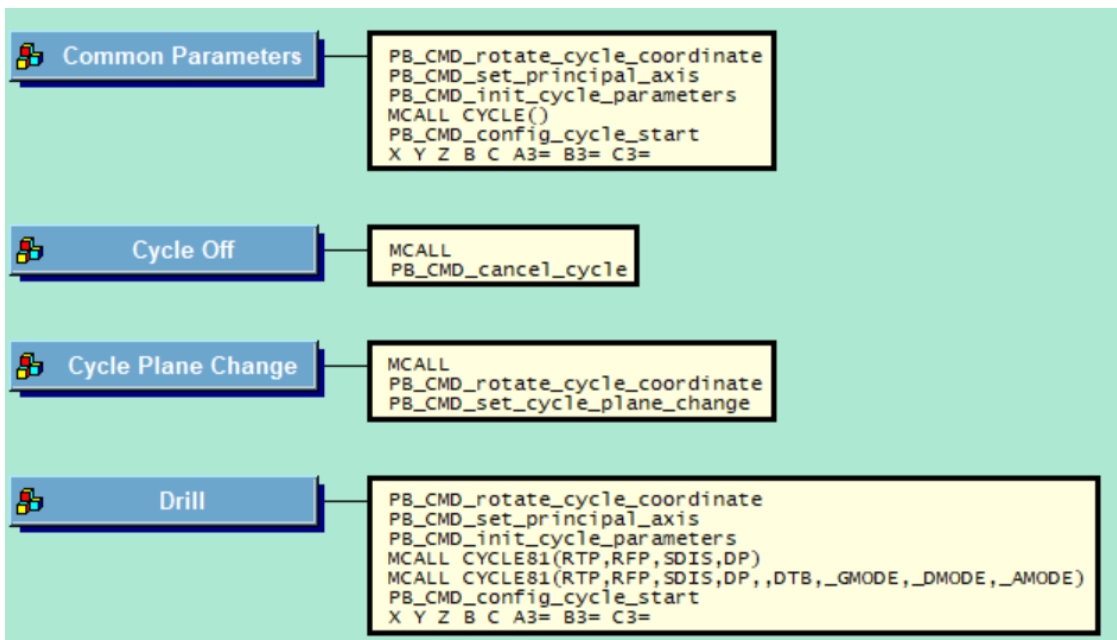 Common Parameters
PB_CMD_rotate_cycle_coordinate
PB_CMD_set_principal_axis
PB_CMD_init_cycle_parameters
MCALL CYCLE()
PB_CMD_config_cycle_start
X Y Z B C A3= B3= C3=
Cycle Off
MCALL
PB_CMD_cancel_cycle
Cycle Plane Change
MCALL
PB_CMD_rotate_cycle_coordinate
PB_CMD_set_cycle_plane_change
Drill
PB_CMD_rotate_cycle_coordinate
PB_CMD_set_principal_axis
PB_CMD_init_cycle_parameters
MCALL CYCLE81(RTP,RFP,SDIS,DP)
MCALL CYCLE81(RTP,RFP,SDIS,DP,,DTB,_GMODE,_DMODE,_AMODE)
PB_CMD_config_cycle_start
X Y Z B C A3= B3= C3=